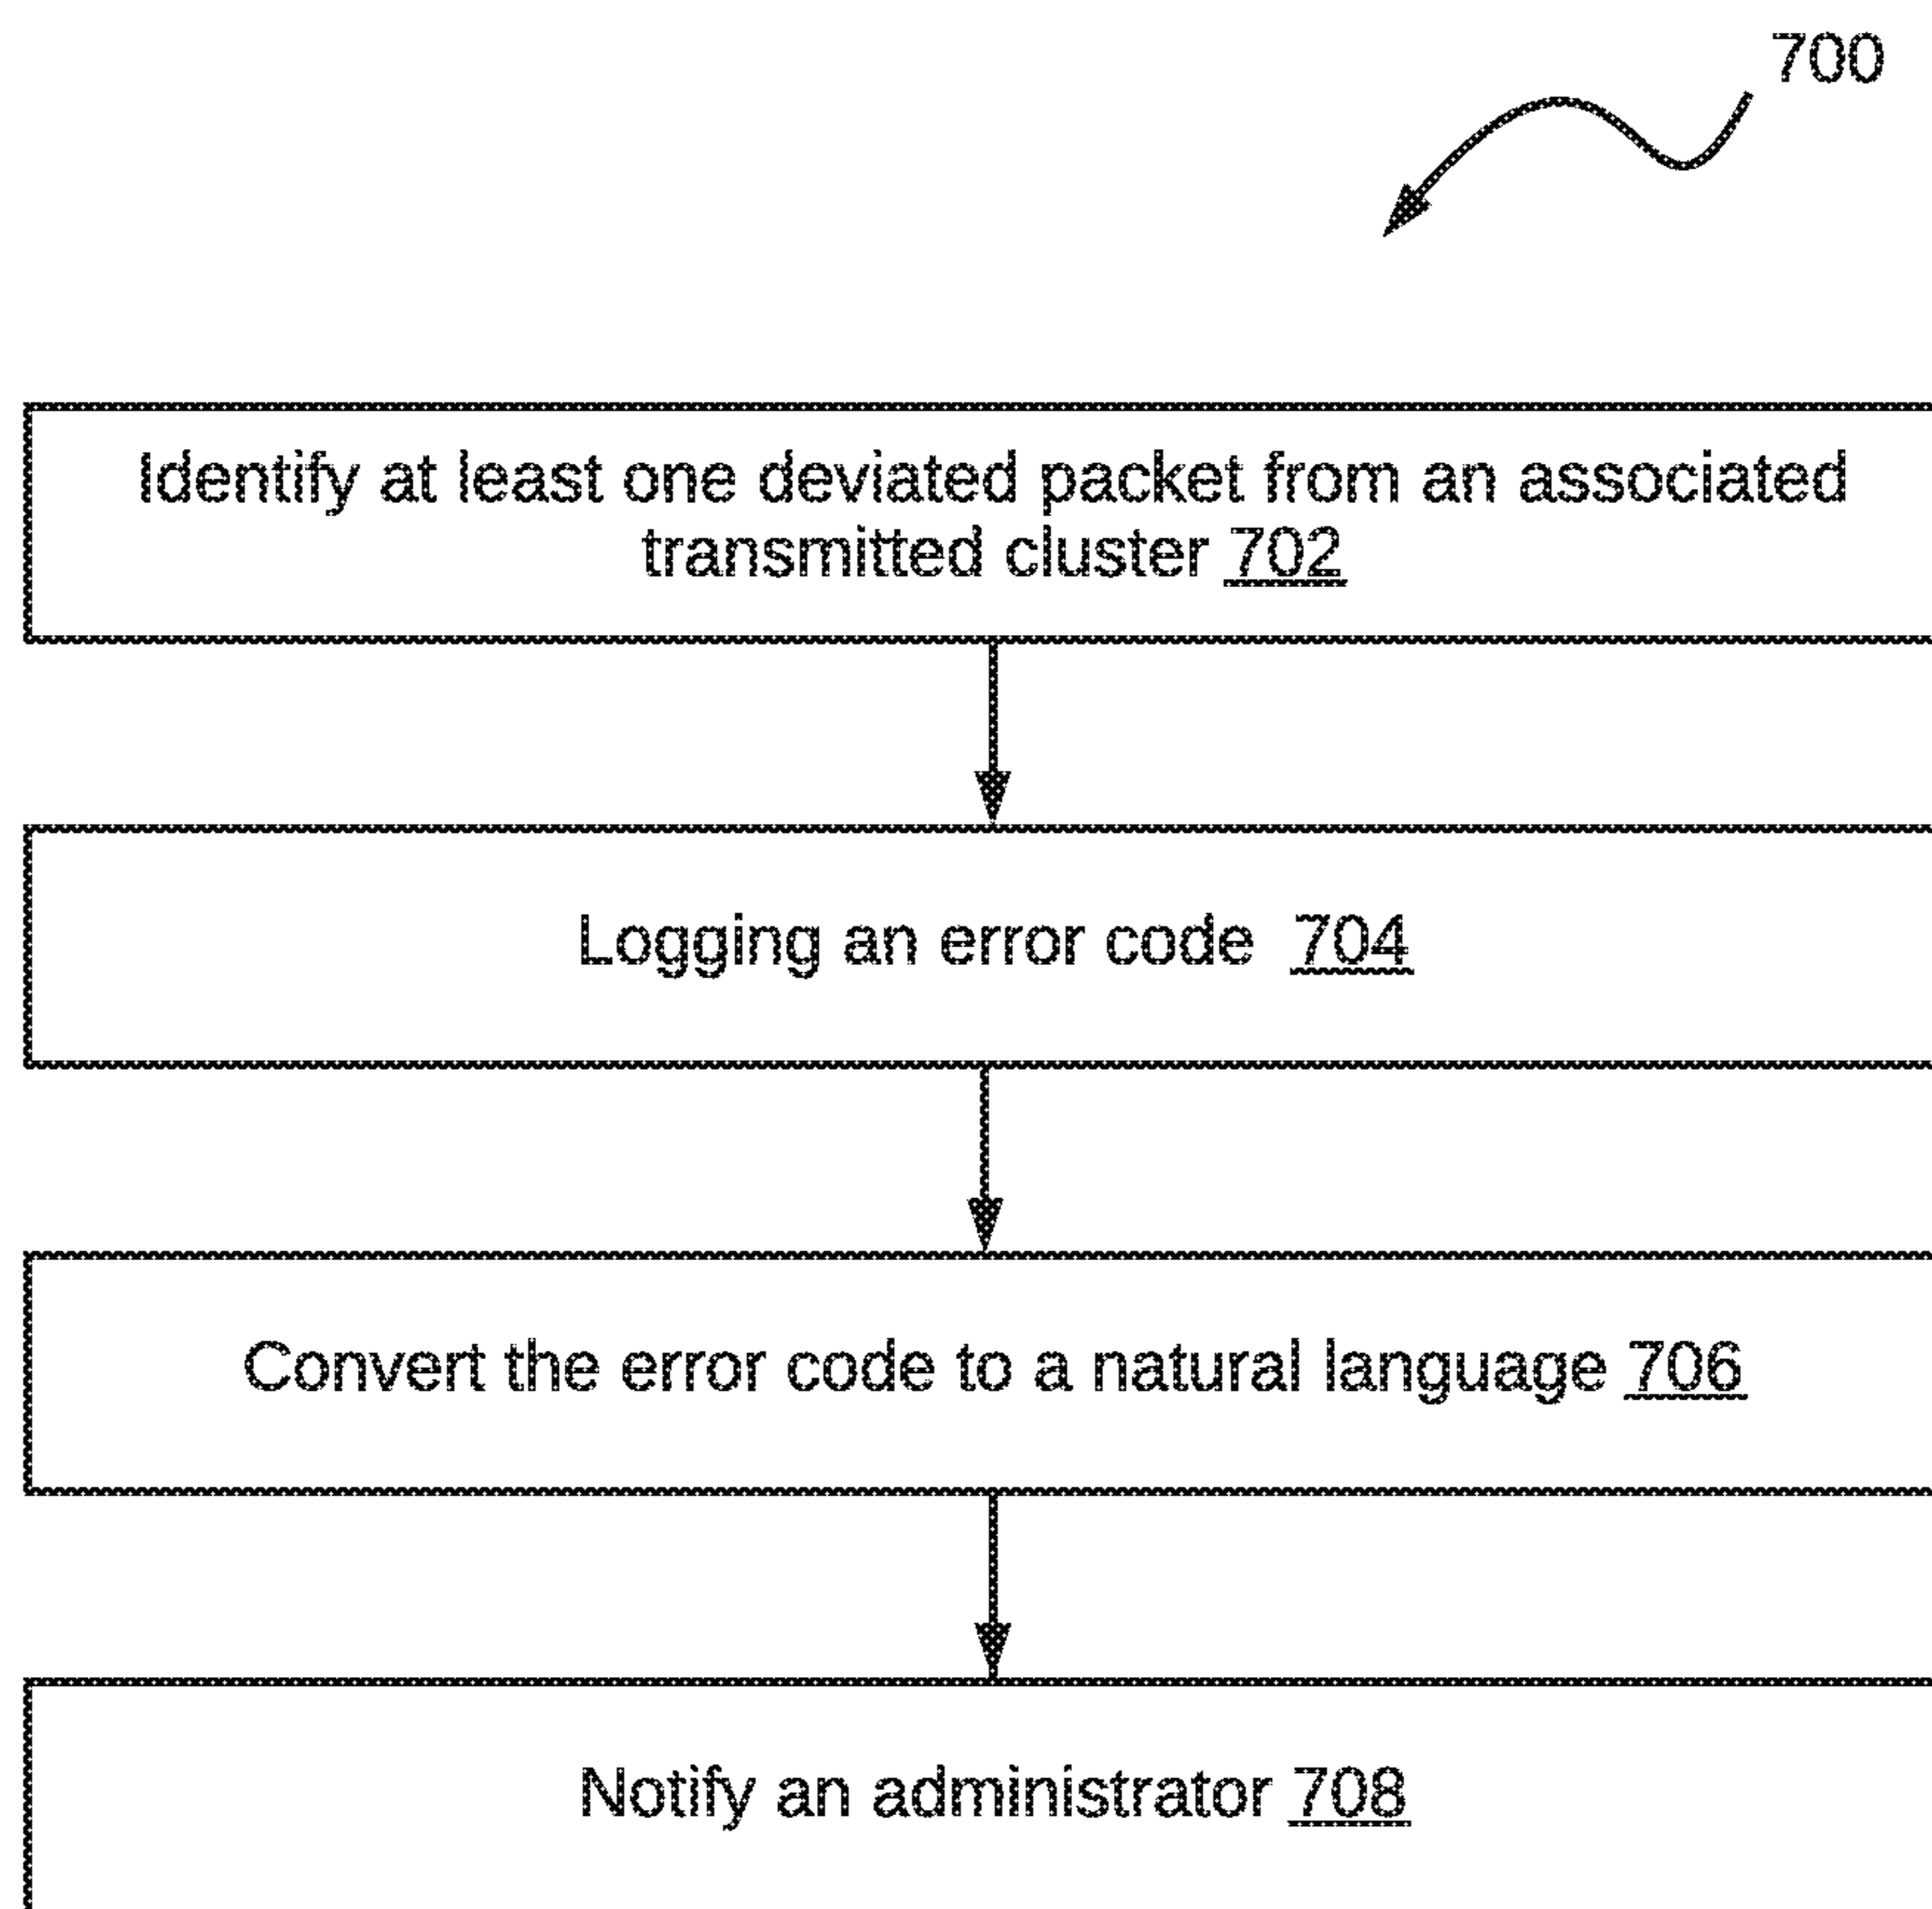 700
Identify at least one deviated packet from an associated
transmitted cluster 702
Logging an error code 704
Convert the error code to a natural language 706
Notify an administrator 708